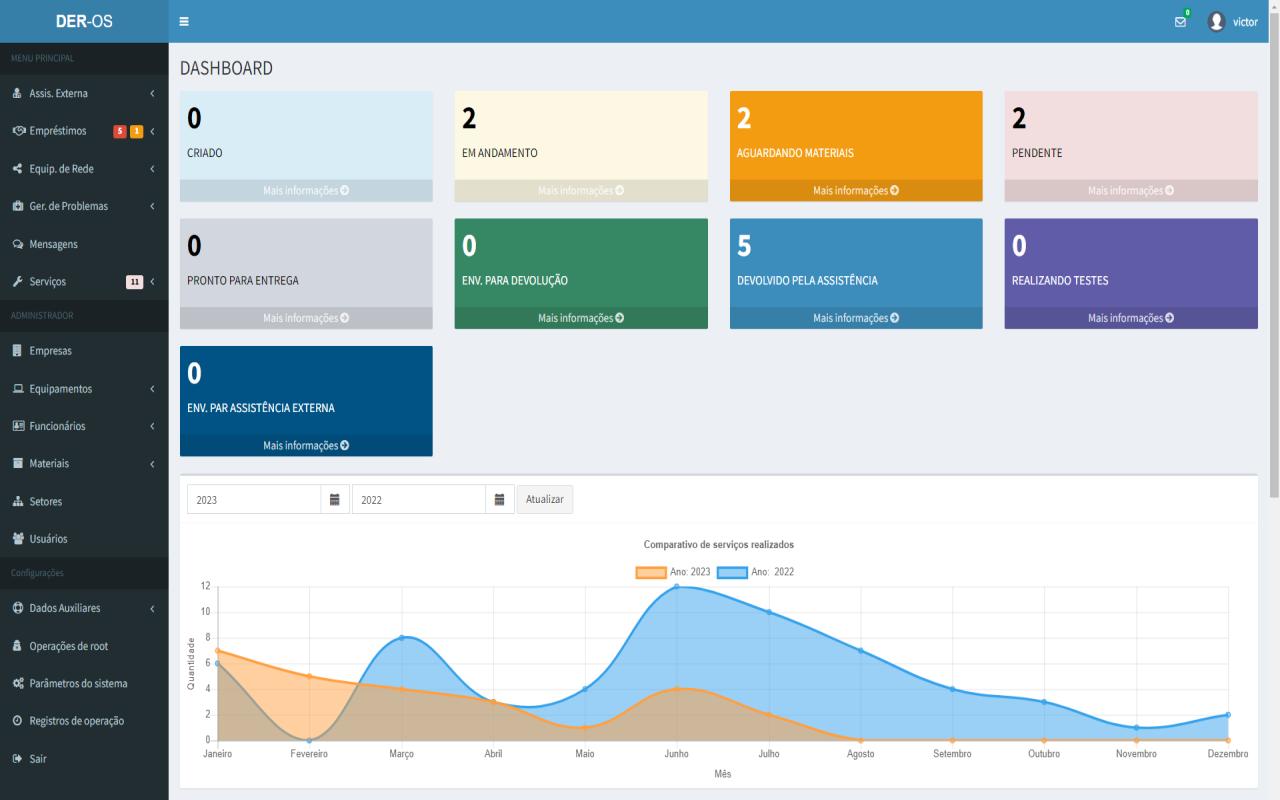 DER-OS
0
victor
MENU PRINCIPAL
Assis. Externa
Empréstimos 5 1
Equip. de Rede
Ger. de Problemas
Mensagens
Serviços 11
ADMINISTRADOR
Empresas
Equipamentos
Funcionários
Materiais
Setores
Usuários
Configurações
Dados Auxiliares
Operações de root
Parâmetros do sistema
Registros de operação
Sair
DASHBOARD
0
CRIADO
Mais informações
2
EM ANDAMENTO
Mais informações
2
AGUARDANDO MATERIAIS
Mais informações
2
PENDENTE
Mais informações
0
PRONTO PARA ENTREGA
Mais informações
0
ENV. PARA DEVOLUÇÃO
Mais informações
5
DEVOLVIDO PELA ASSISTÊNCIA
Mais informações
0
REALIZANDO TESTES
Mais informações
0
ENV. PAR ASSISTÊNCIA EXTERNA
Mais informações
2023 2022 Atualizar
Comparativo de serviços realizados
Ano: 2023 Ano: 2022
Quantidade
12
10
8
6
4
2
0
Janeiro Fevereiro Março Abril Maio Junho Julho Agosto Setembro Outubro Novembro Dezembro
Mês